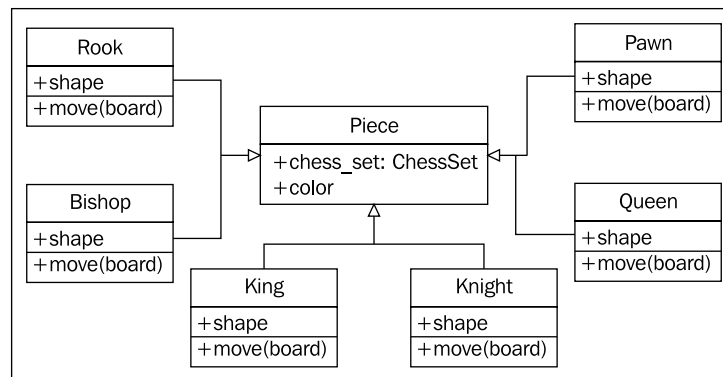 Rook
+shape
+move(board)
Pawn
+shape
+move(board)
Piece
+chess_set: ChessSet
+color
Bishop
+shape
+move(board)
Queen
+shape
+move(board)
King
+shape
+move(board)
Knight
+shape
+move(board)